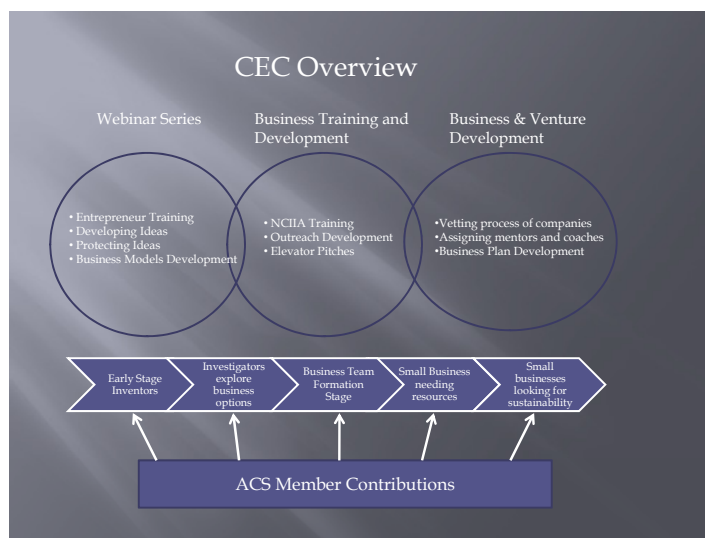 CEC Overview
Webinar Series
Business Training and
Development
Business & Venture
Development
• Entrepreneur Training
• Developing Ideas
• Protecting Ideas
• Business Models Development
• NCIIA Training
• Outreach Development
• Elevator Pitches
•Vetting process of companies
•Assigning mentors and coaches
•Business Plan Development
Early Stage
Inventors
Investigators
explore
business
options
Business Team
Formation
Stage
Small Business
needing
resources
Small
businesses
looking for
sustainability
ACS Member Contributions